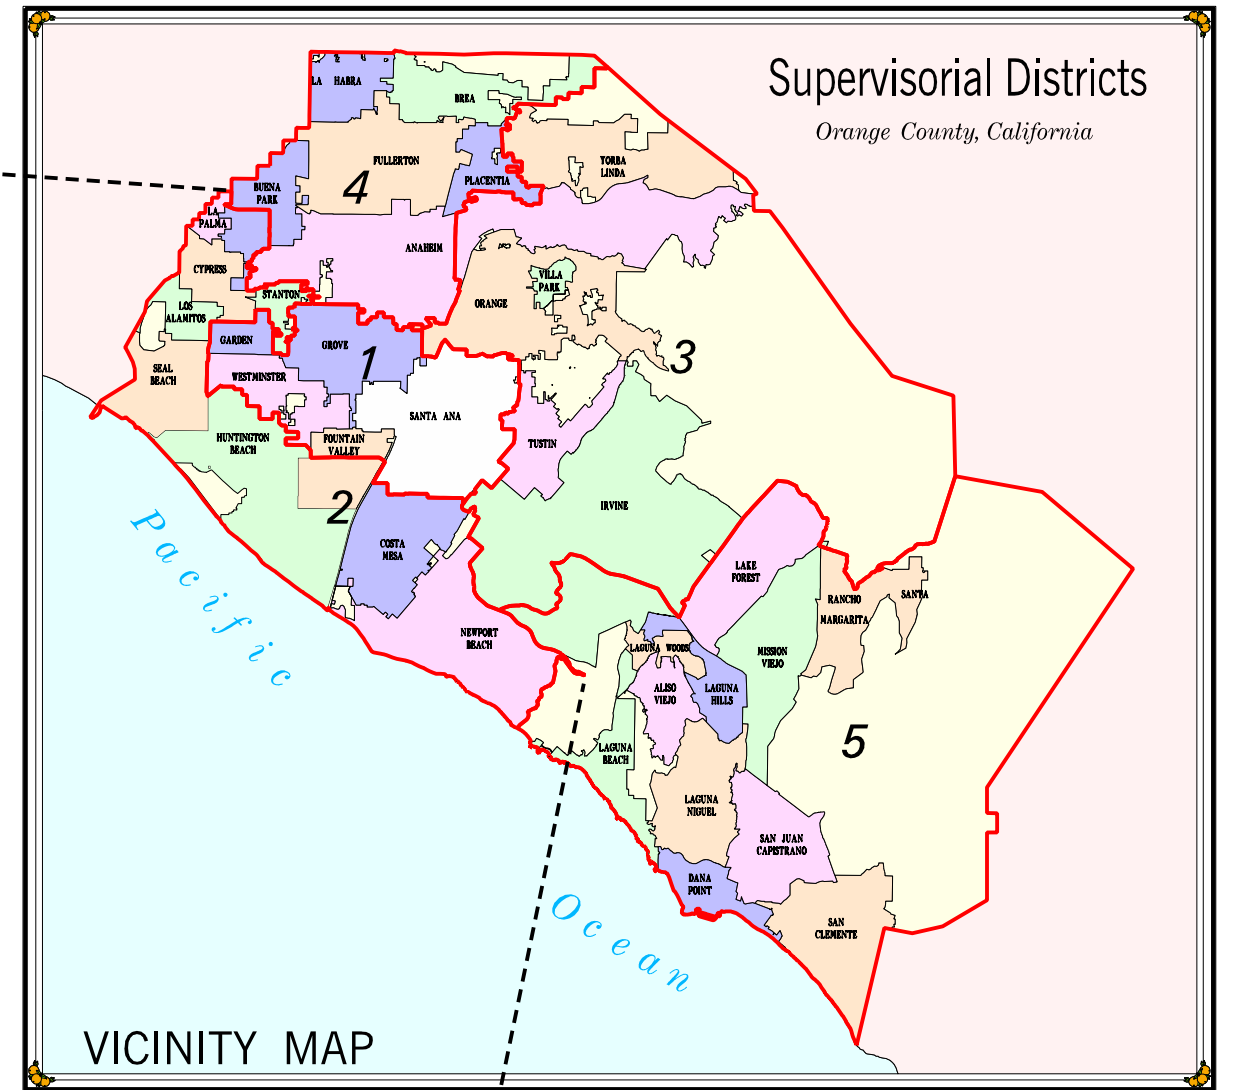 Supervisorial Districts
Orange County, California
LA HABRA
BREA
FULLERTON
4
PLACENTIA
YORBA
LINDA
BUENA
PARK
LA
PALMA
ANAHEIM
CYPRESS
STANTON
LOS
ALAMITOS
VILLA
PARK
ORANGE
GARDEN
GROVE
1
3
SEAL
BEACH
WESTMINSTER
SANTA ANA
TUSTIN
HUNTINGTON
BEACH
FOUNTAIN
VALLEY
2
IRVINE
COSTA
MESA
LAKE
FOREST
RANCHO
SANTA
MARGARITA
NEWPORT
BEACH
LAGUNA WOODS
MISSION
VIEJO
ALISO
VIEJO
LAGUNA
HILLS
5
LAGUNA
BEACH
LAGUNA
NIGUEL
SAN JUAN
CAPISTRANO
DANA
POINT
SAN
CLEMENTE
Pacific
Ocean
VICINITY MAP